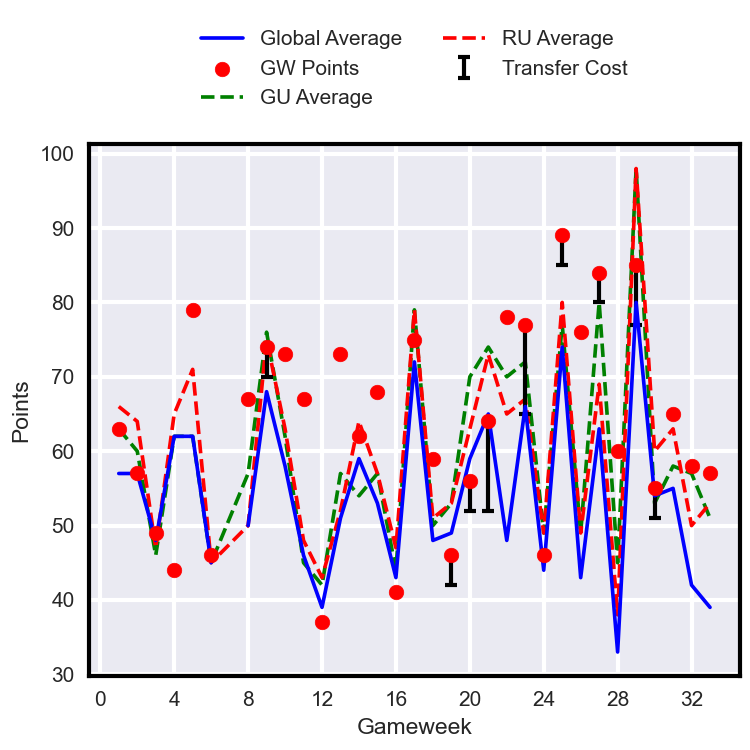 Global Average
GW Points
GU Average
RU Average
Transfer Cost
100
90
80
70
60
50
40
30
Points
0 4 8 12 16 20 24 28 32
Gameweek